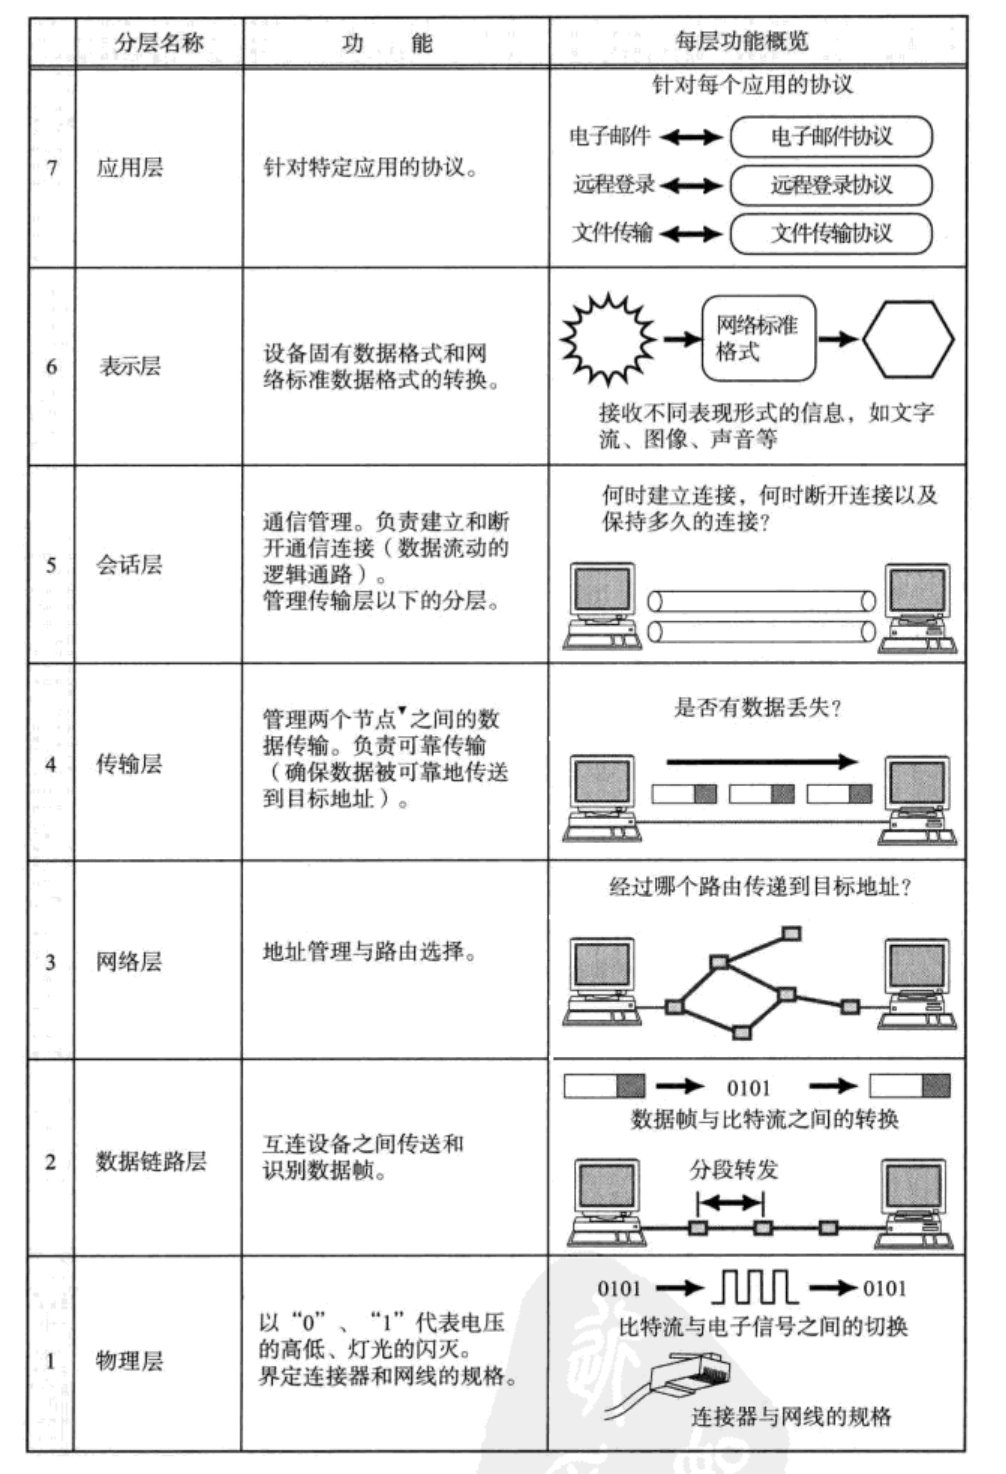 分层名称 功 能 每层功能概览
7 应用层 针对特定应用的协议。
针对每个应用的协议
电子邮件 电子邮件协议
远程登录 远程登录协议
文件传输 文件传输协议
6 表示层
设备固有数据格式和网
络标准数据格式的转换。
网络标准
格式
接收不同表现形式的信息，如文字
流、图像、声音等
5 会话层
通信管理。负责建立和断
开通信连接（数据流动的
逻辑通路）。
管理传输层以下的分层。
何时建立连接，何时断开连接以及
保持多久的连接？
4 传输层
管理两个节点▼之间的数
据传输。负责可靠传输
（确保数据被可靠地传送
到目标地址）。
是否有数据丢失？
3 网络层 地址管理与路由选择。
经过哪个路由传递到目标地址？
2 数据链路层
互连设备之间传送和
识别数据帧。
0101
数据帧与比特流之间的转换
分段转发
1 物理层
以“0”、“1”代表电压
的高低、灯光的闪灭。
界定连接器和网线的规格。
0101 0101
比特流与电子信号之间的切换
连接器与网线的规格